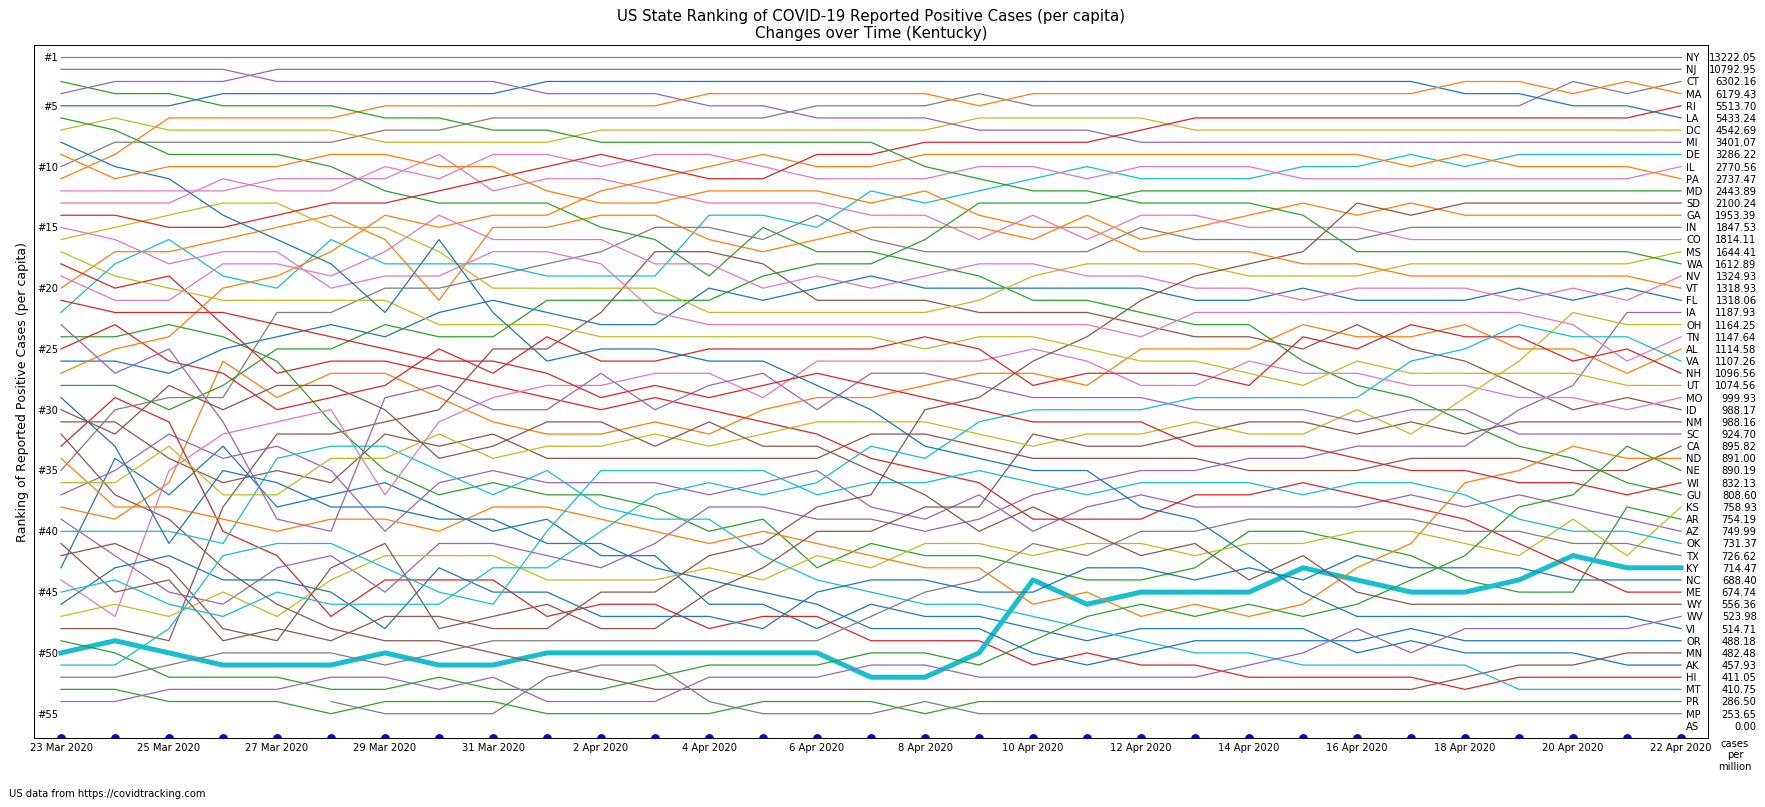 US State Ranking of COVID-19 Reported Positive Cases (per capita)
Changes over Time (Kentucky)
Ranking of Reported Positive Cases (per capita)
#1
#5
#10
#15
#20
#25
#30
#35
#40
#45
#50
#55
NY 13222.05
NJ 10792.95
CT 6302.16
MA 6179.43
RI 5513.70
LA 5433.24
DC 4542.69
MI 3401.07
DE 3286.22
IL 2770.56
PA 2737.47
MD 2443.89
SD 2100.24
GA 1953.39
IN 1847.53
CO 1814.11
MS 1644.41
WA 1612.89
NV 1324.93
VT 1318.93
FL 1318.06
IA 1187.93
OH 1164.25
TN 1147.64
AL 1114.58
VA 1107.26
NH 1096.56
UT 1074.56
MO 999.93
ID 988.17
NM 988.16
SC 924.70
CA 895.82
ND 891.00
NE 890.19
WI 832.13
GU 808.60
KS 758.93
AR 754.19
AZ 749.99
OK 731.37
TX 726.62
KY 714.47
NC 688.40
ME 674.74
WY 556.36
WV 523.98
VI 514.71
OR 488.18
MN 482.48
AK 457.93
HI 411.05
MT 410.75
PR 286.50
MP 253.65
AS 0.00
23 Mar 2020 25 Mar 2020 27 Mar 2020 29 Mar 2020 31 Mar 2020 2 Apr 2020 4 Apr 2020 6 Apr 2020 8 Apr 2020 10 Apr 2020 12 Apr 2020 14 Apr 2020 16 Apr 2020 18 Apr 2020 20 Apr 2020 22 Apr 2020
cases
per
million
US data from https://covidtracking.com